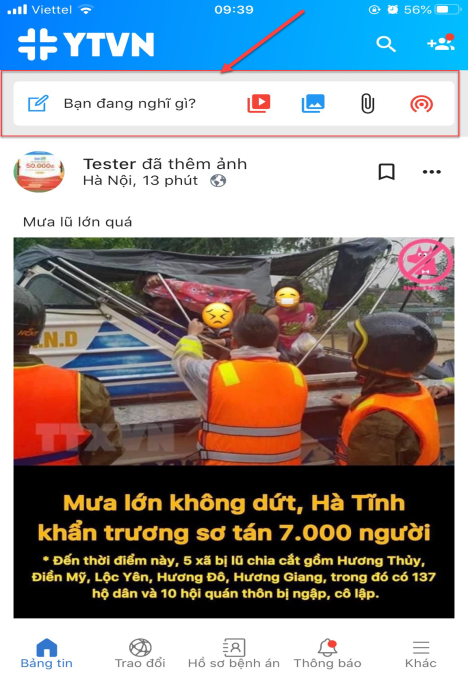 Viettel 09:39 56%
YTVN
Bạn đang nghĩ gì?
Tester đã thêm ảnh
Hà Nội, 13 phút
Mưa lũ lớn quá
N.D
TTXVN
Mưa lớn không dứt, Hà Tĩnh
khẩn trương sơ tán 7.000 người
* Đến thời điểm này, 5 xã bị lũ chia cắt gồm Hương Thủy,
Điền Mỹ, Lộc Yên, Hương Đô, Hương Giang, trong đó có 137
hộ dân và 10 hội quán thôn bị ngập, cô lập.
Bảng tin Trao đổi Hồ sơ bệnh án Thông báo Khác